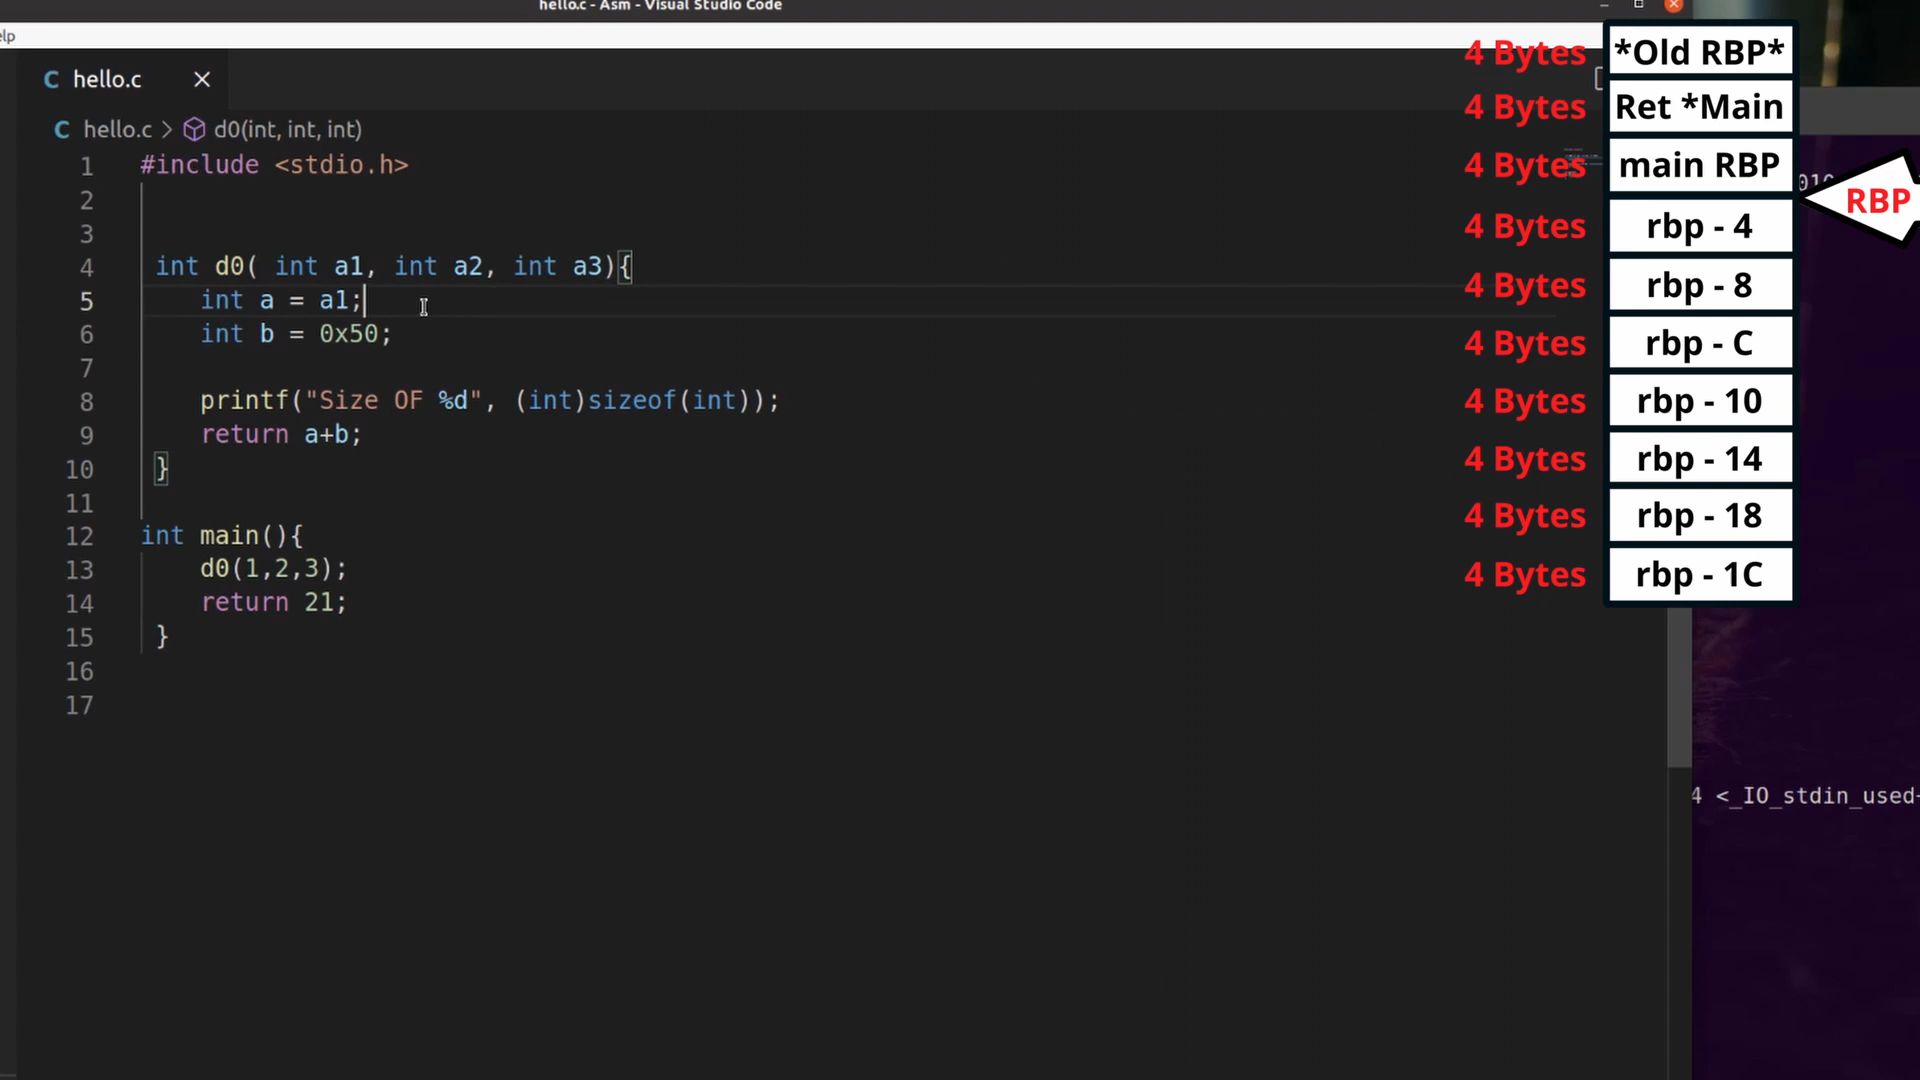 hello.c - Asm - Visual Studio Code
elp
hello.c
hello.c > d0(int, int, int)
1 #include <stdio.h>
2
3
4 int d0( int a1, int a2, int a3){
5 int a = a1;
6 int b = 0x50;
7
8 printf("Size OF %d", (int)sizeof(int));
9 return a+b;
10 }
11
12 int main(){
13 d0(1,2,3);
14 return 21;
15 }
16
17
4 Bytes *Old RBP*
4 Bytes Ret *Main
4 Bytes main RBP
RBP
4 Bytes rbp - 4
4 Bytes rbp - 8
4 Bytes rbp - C
4 Bytes rbp - 10
4 Bytes rbp - 14
4 Bytes rbp - 18
4 Bytes rbp - 1C
4 <_IO_stdin_used